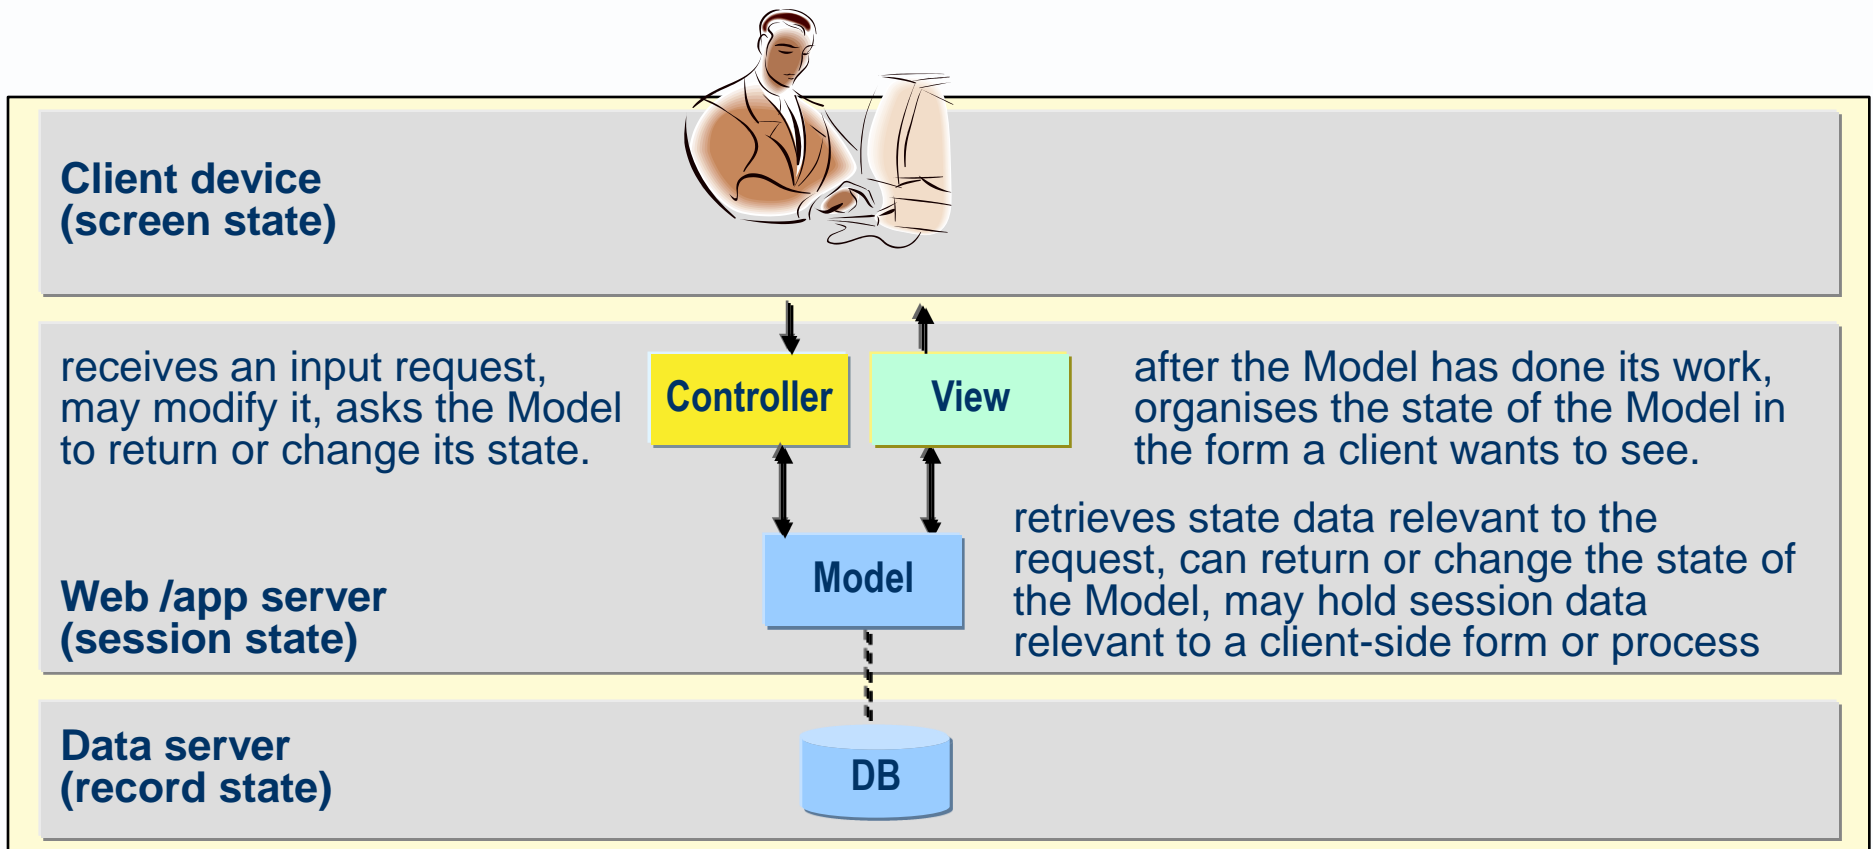 Client device
(screen state)
receives an input request,
may modify it, asks the Model
to return or change its state.
Controller
View
after the Model has done its work,
organises the state of the Model in
the form a client wants to see.
retrieves state data relevant to the
request, can return or change the state of
the Model, may hold session data
relevant to a client-side form or process
Model
Web /app server
(session state)
Data server
(record state)
DB